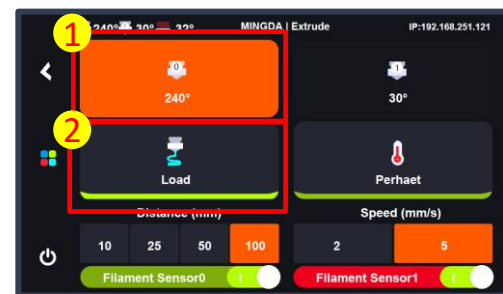 240° 30° 32° MINGDA | Extrude IP:192.168.251.121
1
0
240°
1
30°
2
Load
Perhaet
Distance (mm)
Speed (mm/s)
10 25 50 100
2 5
Filament Sensor0
Filament Sensor1